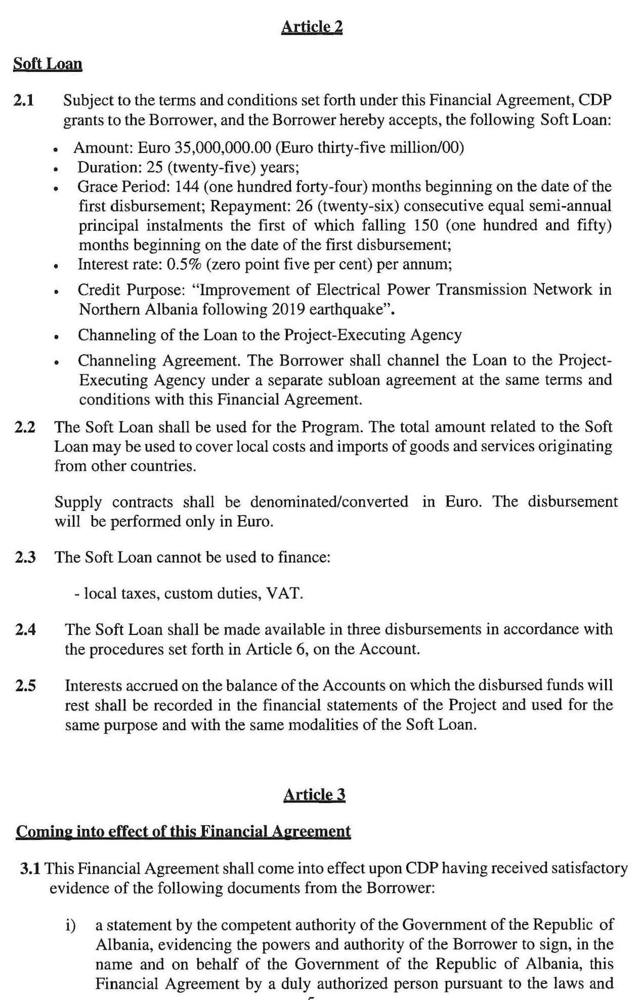 Article 2
Soft Loan
2.1 Subject to the terms and conditions set forth under this Financial Agreement, CDP
grants to the Borrower, and the Borrower hereby accepts, the following Soft Loan:
• Amount: Euro 35,000,000.00 (Euro thirty-five million/00)
• Duration: 25 (twenty-five) years;
• Grace Period: 144 (one hundred forty-four) months beginning on the date of the
first disbursement; Repayment: 26 (twenty-six) consecutive equal semi-annual
principal instalments the first of which falling 150 (one hundred and fifty)
months beginning on the date of the first disbursement;
• Interest rate: 0.5% (zero point five per cent) per annum;
• Credit Purpose: “Improvement of Electrical Power Transmission Network in
Northern Albania following 2019 earthquake”.
• Channeling of the Loan to the Project-Executing Agency
• Channeling Agreement. The Borrower shall channel the Loan to the Project-
Executing Agency under a separate subloan agreement at the same terms and
conditions with this Financial Agreement.
2.2 The Soft Loan shall be used for the Program. The total amount related to the Soft
Loan may be used to cover local costs and imports of goods and services originating
from other countries.
Supply contracts shall be denominated/converted in Euro. The disbursement
will be performed only in Euro.
2.3 The Soft Loan cannot be used to finance:
- local taxes, custom duties, VAT.
2.4 The Soft Loan shall be made available in three disbursements in accordance with
the procedures set forth in Article 6, on the Account.
2.5 Interests accrued on the balance of the Accounts on which the disbursed funds will
rest shall be recorded in the financial statements of the Project and used for the
same purpose and with the same modalities of the Soft Loan.
Article 3
Coming into effect of this Financial Agreement
3.1 This Financial Agreement shall come into effect upon CDP having received satisfactory
evidence of the following documents from the Borrower:
i) a statement by the competent authority of the Government of the Republic of
Albania, evidencing the powers and authority of the Borrower to sign, in the
name and on behalf of the Government of the Republic of Albania, this
Financial Agreement by a duly authorized person pursuant to the laws and